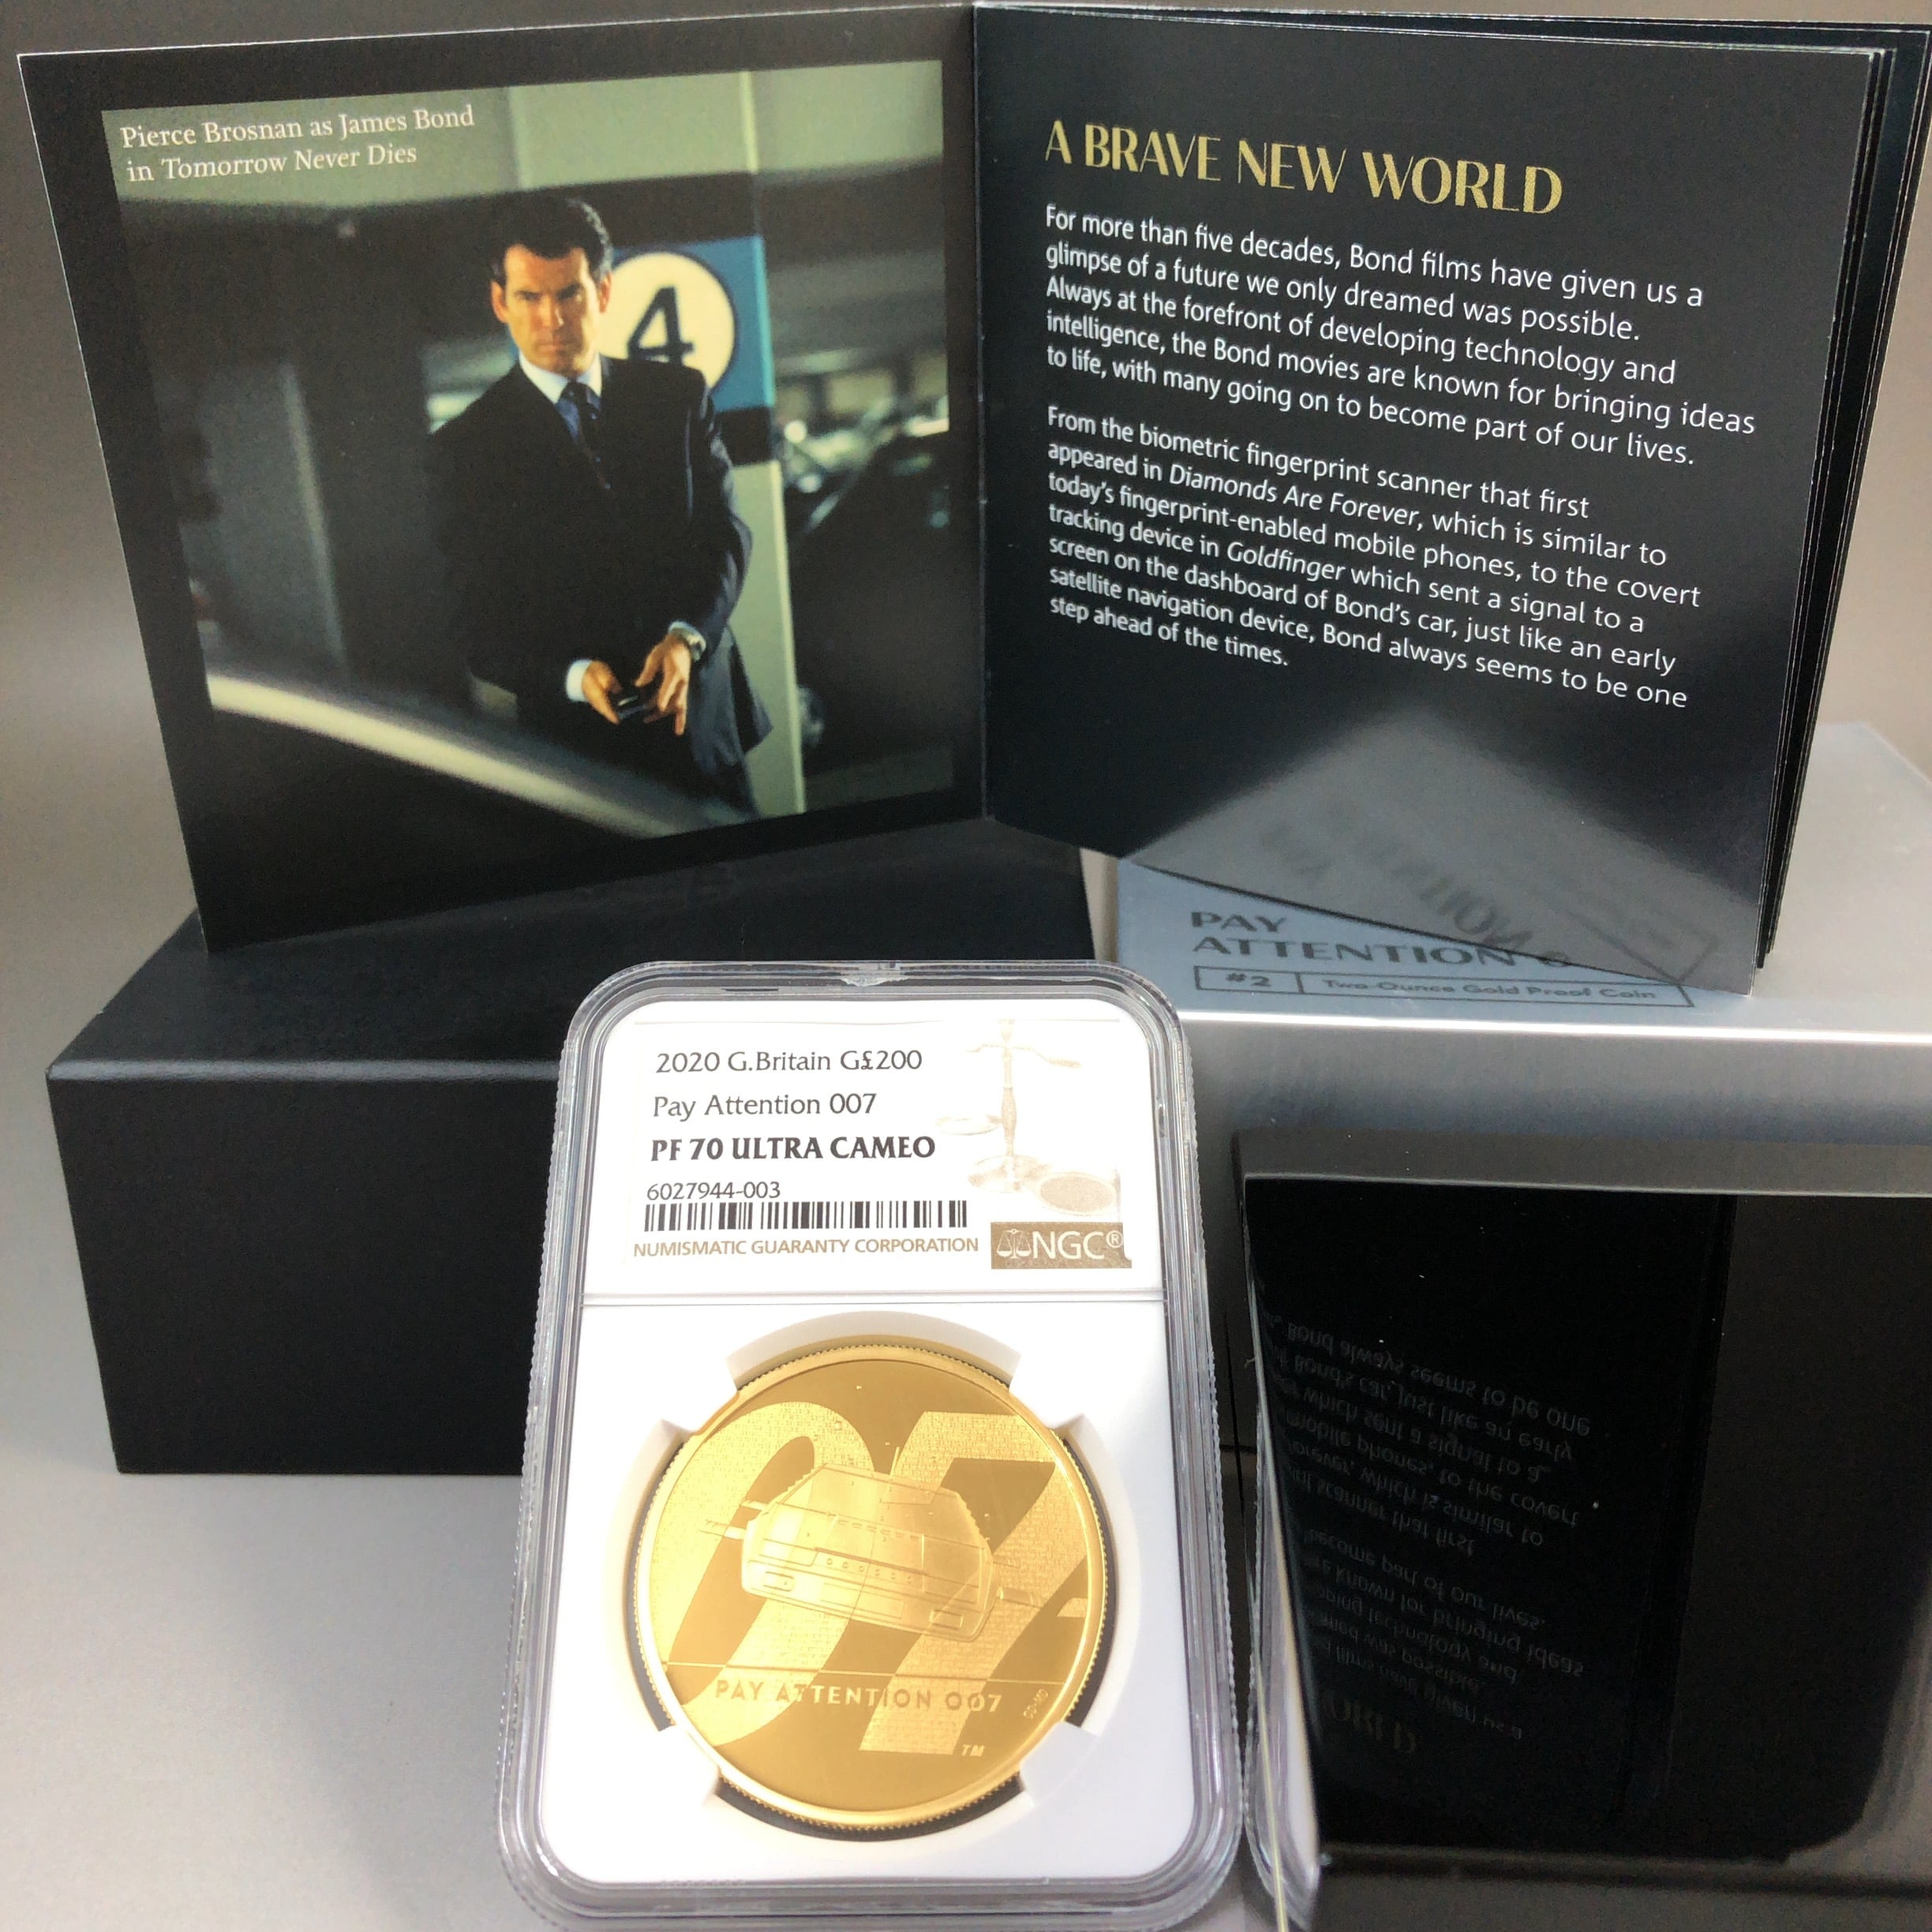 Pierce Brosnan as James Bond
in Tomorrow Never Dies
4
A BRAVE NEW WORLD
For more than five decades, Bond films have given us a
glimpse of a future we only dreamed was possible.
Always at the forefront of developing technology and
intelligence, the Bond movies are known for bringing ideas
to life, with many going on to become part of our lives.
From the biometric fingerprint scanner that first
appeared in Diamonds Are Forever, which is similar to
today's fingerprint-enabled mobile phones, to the covert
tracking device in Goldfinger which sent a signal to a
screen on the dashboard of Bond's car, just like an early
satellite navigation device, Bond always seems to be one
step ahead of the times.
PAY
ATTENTION
#2 Two-Ounce Gold Proof Coin
2020 G.Britain G£200
Pay Attention 007
PF 70 ULTRA CAMEO
6027944-003
NUMISMATIC GUARANTY CORPORATION NGC®
07
PAY ATTENTION 007
TM